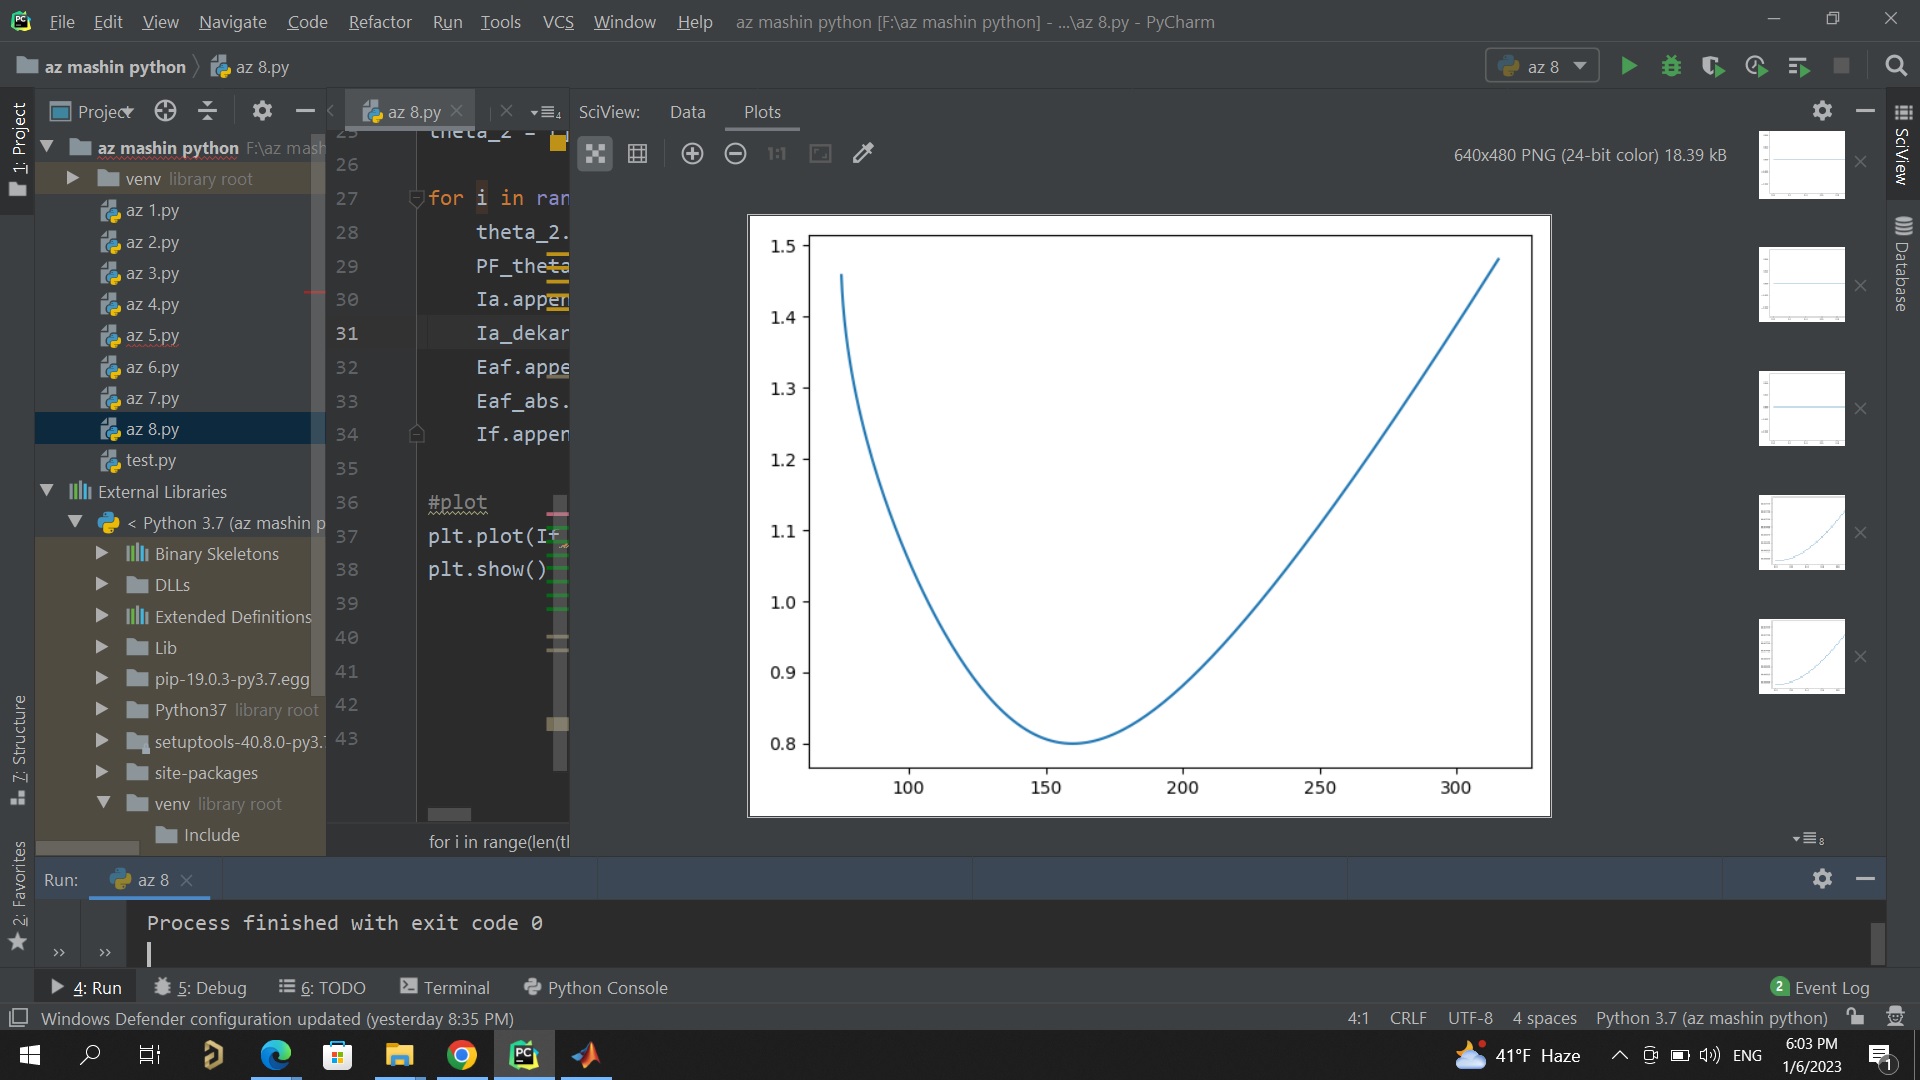 File Edit View Navigate Code Refactor Run Tools VCS Window Help az mashin python [F:\az mashin python] - ...\az 8.py - PyCharm
az mashin python az 8.py
az 8
1: Project
Project
az mashin python F:\az mash
venv library root
az 1.py
az 2.py
az 3.py
az 4.py
az 5.py
az 6.py
az 7.py
az 8.py
test.py
External Libraries
< Python 3.7 (az mashin p
Binary Skeletons
DLLs
Extended Definitions
Lib
pip-19.0.3-py3.7.egg
Python37 library root
setuptools-40.8.0-py3.
site-packages
venv library root
Include
7: Structure
2: Favorites
az 8.py
4
25 theta_2 =
26
27 for i in ran
28 theta_2.
29 PF_theta
30 Ia.appen
31 Ia_dekar
32 Eaf.appe
33 Eaf_abs.
34 If.appen
35
36 #plot
37 plt.plot(If
38 plt.show()
39
40
41
42
43
for i in range(len(th
SciView: Data Plots
1:1
640x480 PNG (24-bit color) 18.39 kB
1.5
1.4
1.3
1.2
1.1
1.0
0.9
0.8
100 150 200 250 300
8
SciView
Database
Run: az 8
Process finished with exit code 0
>> >>
4: Run 5: Debug 6: TODO Terminal Python Console 2 Event Log
Windows Defender configuration updated (yesterday 8:35 PM) 4:1 CRLF UTF-8 4 spaces Python 3.7 (az mashin python)
PC 41°F Haze ENG 6:03 PM
1/6/2023 1